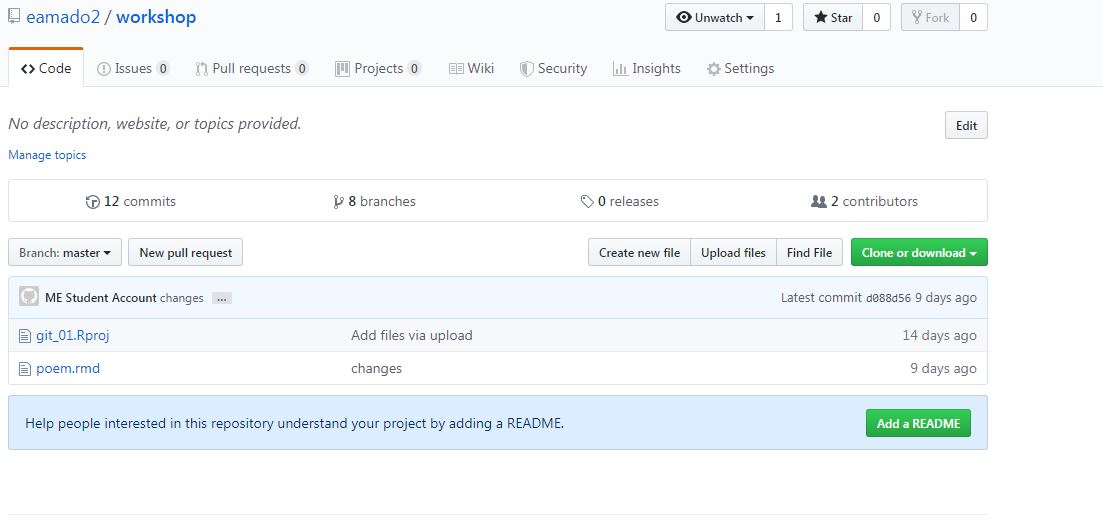 eamado2 / workshop
Unwatch 1 Star 0 Fork 0
Code Issues 0 Pull requests 0 Projects 0 Wiki Security Insights Settings
No description, website, or topics provided. Edit
Manage topics
12 commits 8 branches 0 releases 2 contributors
Branch: master New pull request Create new file Upload files Find File Clone or download
ME Student Account changes ... Latest commit d088d56 9 days ago
git_01.Rproj Add files via upload 14 days ago
poem.rmd changes 9 days ago
Help people interested in this repository understand your project by adding a README. Add a README